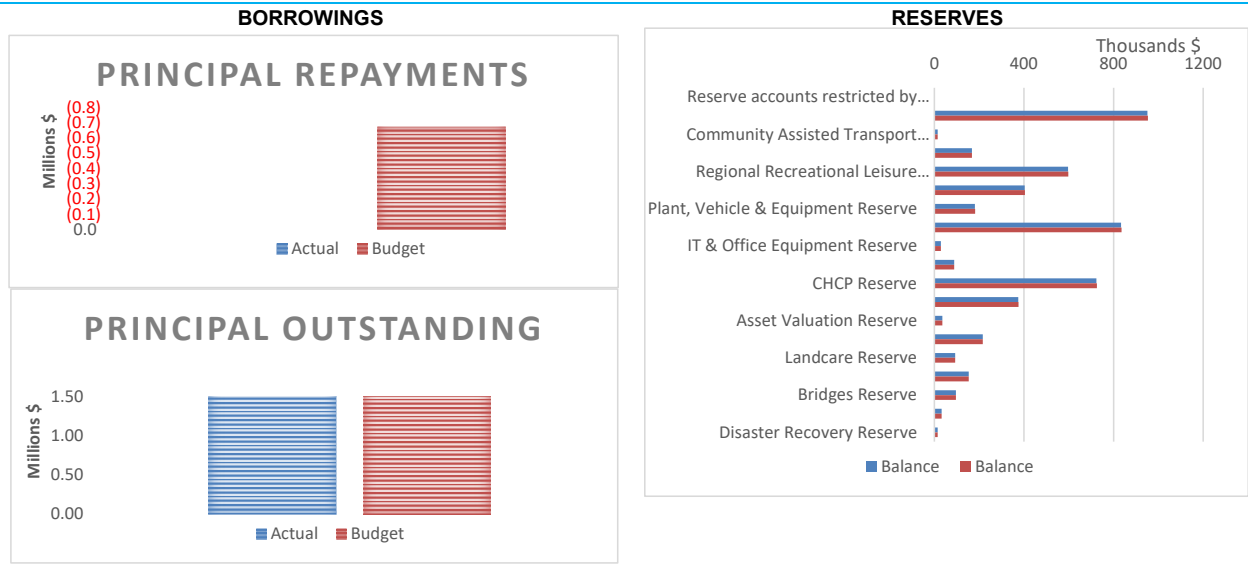 BORROWINGS
PRINCIPAL REPAYMENTS
Millions $
(0.8)
(0.7)
(0.6)
(0.5)
(0.4)
(0.3)
(0.2)
(0.1)
0.0
Actual Budget
PRINCIPAL OUTSTANDING
Millions $
1.50
1.00
0.50
0.00
Actual Budget
RESERVES
Thousands $
0 400 800 1200
Reserve accounts restricted by...
Community Assisted Transport...
Regional Recreational Leisure...
Plant, Vehicle & Equipment Reserve
IT & Office Equipment Reserve
CHCP Reserve
Asset Valuation Reserve
Landcare Reserve
Bridges Reserve
Disaster Recovery Reserve
Balance Balance